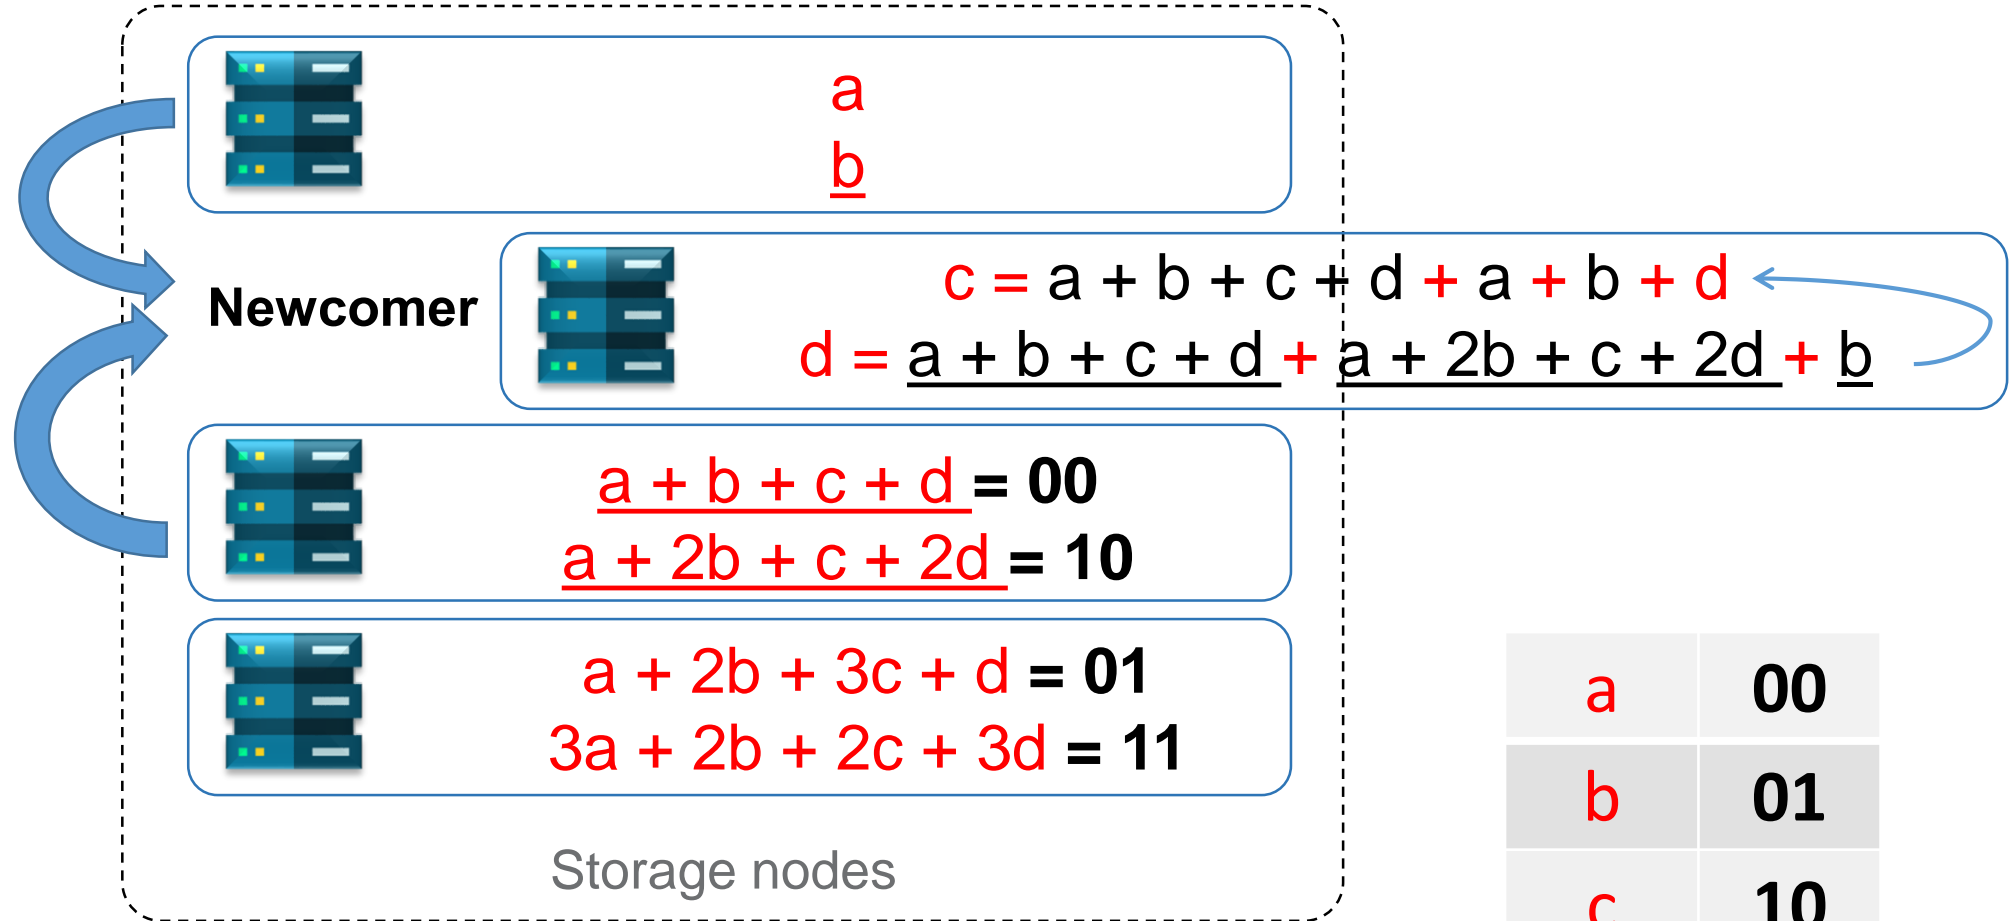 a
b
Newcomer
c = a + b + c + d + a + b + d
d = a + b + c + d + a + 2b + c + 2d + b
a + b + c + d = 00
a + 2b + c + 2d = 10
a + 2b + 3c + d = 01
3a + 2b + 2c + 3d = 11
Storage nodes
a 00
b 01
c 10